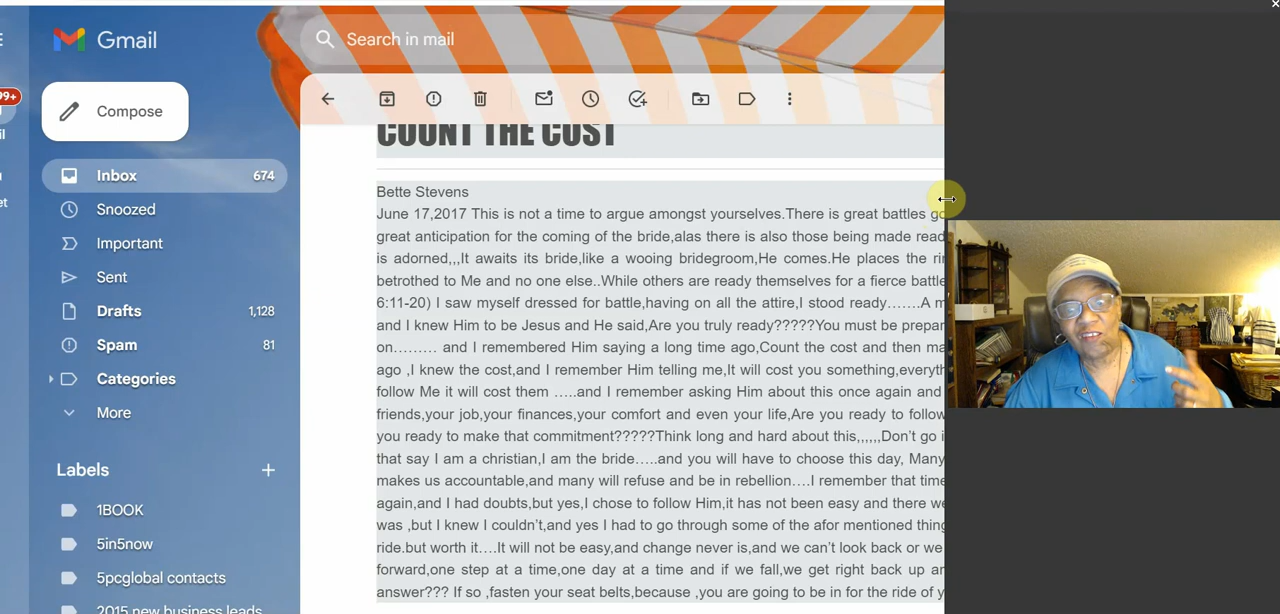 Gmail
Search in mail
99+
Compose
COUNT THE COST
Inbox 674
Snoozed
Important
Sent
Drafts 1,128
Spam 81
Categories
More
Labels
1BOOK
5in5now
5pcglobal contacts
2015 new business leads
Bette Stevens
June 17,2017 This is not a time to argue amongst yourselves.There is great battles
great anticipation for the coming of the bride,alas there is also those being made
is adorned,,,It awaits its bride,like a wooing bridegroom,He comes.He places the
betrothed to Me and no one else..While others are ready themselves for a fierce battle
6:11-20) I saw myself dressed for battle,having on all the attire,I stood ready…….A
and I knew Him to be Jesus and He said,Are you truly ready?????You must be
on……… and I remembered Him saying a long time ago,Count the cost and then
ago ,I knew the cost,and I remember Him telling me,It will cost you
follow Me it will cost them …..and I remember asking Him about this once again and
friends,your job,your finances,your comfort and even your life,Are you ready to follow
you ready to make that commitment?????Think long and hard about this,,,,,,Don’t go
that say I am a christian,I am the bride…..and you will have to choose this day, Many
makes us accountable,and many will refuse and be in rebellion….I remember that time
again,and I had doubts,but yes,I chose to follow Him,it has not been easy and there
was ,but I knew I couldn’t,and yes I had to go through some of the afor mentioned
ride.but worth it….It will not be easy,and change never is,and we can’t look back or we
forward,one step at a time,one day at a time and if we fall,we get right back up
answer??? If so ,fasten your seat belts,because ,you are going to be in for the ride of